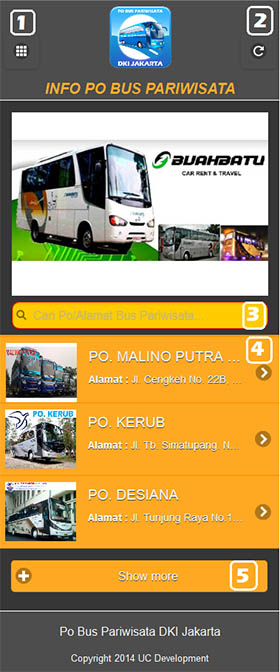 1
2
PO BUS PARIWISATA
DKI JAKARTA
INFO PO BUS PARIWISATA
BUAHBATU
CAR RENT & TRAVEL
Cari Po/Alamat Bus Pariwisata...
3
4
PO. MALINO PUTRA ...
Alamat : Jl. Cengkeh No. 22B, ...
PO. KERUB
PO. KERUB
Alamat : Jl. Tb. Simatupang, N...
PO. DESIANA
Alamat : Jl. Tunjung Raya No.1...
Show more
5
Po Bus Pariwisata DKI Jakarta
Copyright 2014 UC Development